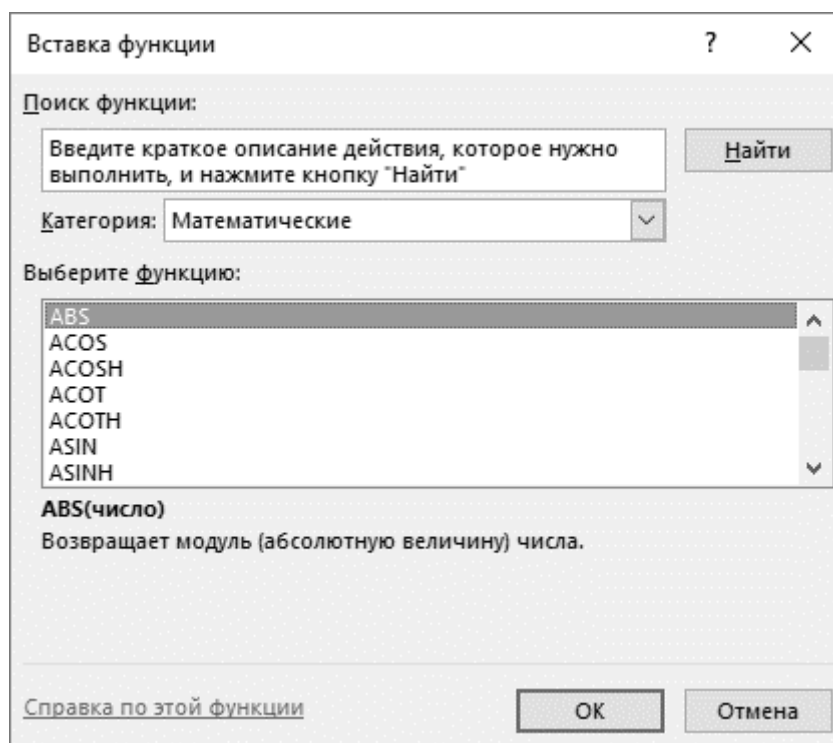 Вставка функции ?
Поиск функции:
Введите краткое описание действия, которое нужно
выполнить, и нажмите кнопку "Найти"
Найти
Категория: Математические
Выберите функцию:
ABS
ACOS
ACOSH
ACOT
ACOTH
ASIN
ASINH
ABS(число)
Возвращает модуль (абсолютную величину) числа.
Справка по этой функции
ОК
Отмена